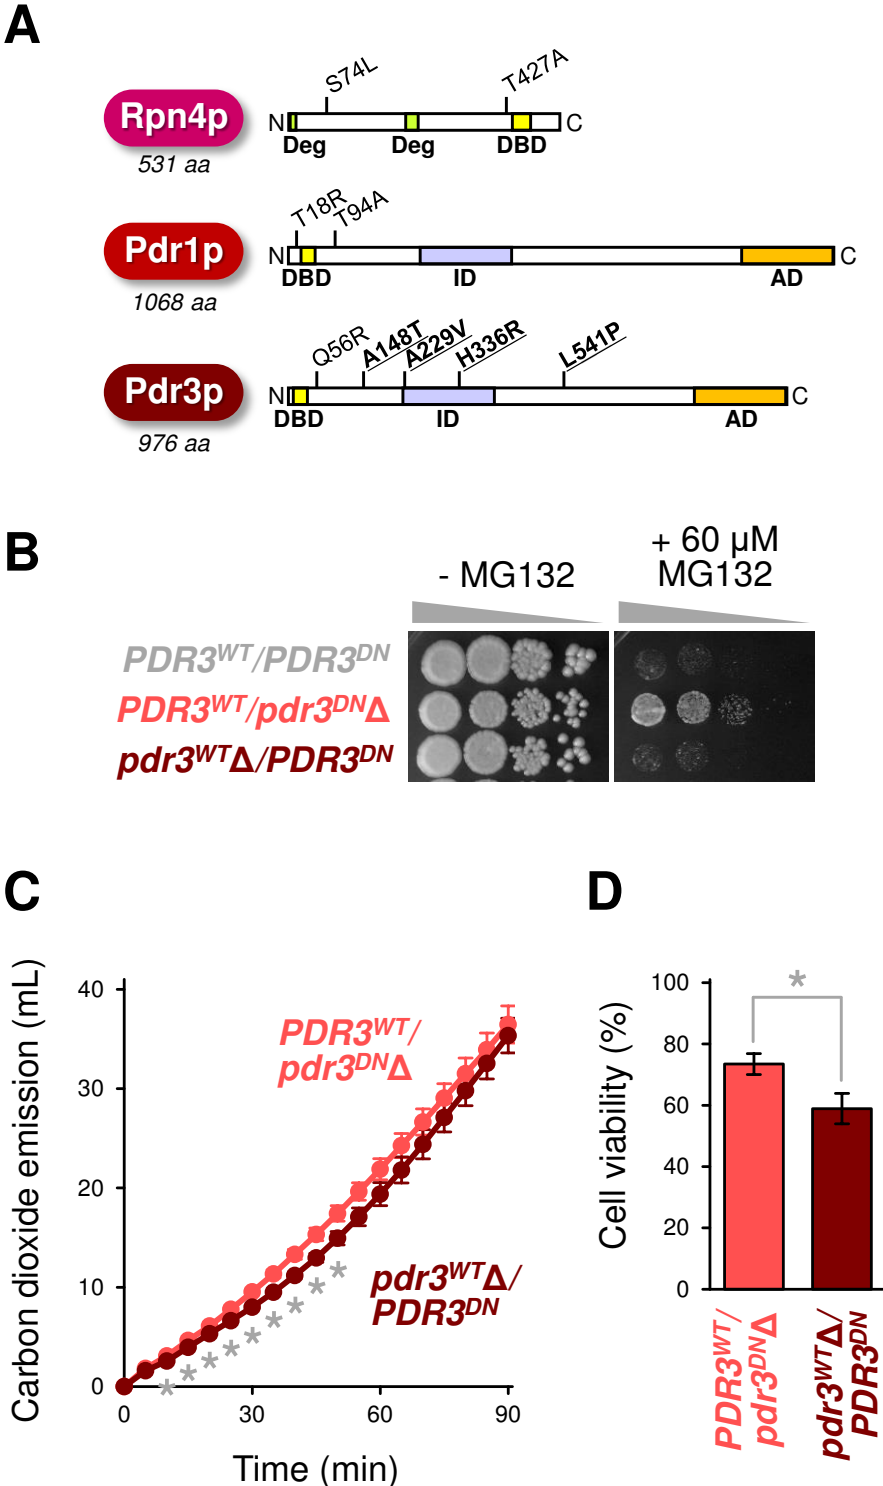 A
Rpn4p
531 aa
S74L
T427A
N
C
Deg
Deg
DBD
Pdr1p
1068 aa
T18R
T94A
N
C
DBD
ID
AD
Pdr3p
976 aa
Q56R
A148T
A229V
H336R
L541P
N
C
DBD
ID
AD
B
- MG132
+ 60 µM
MG132
PDR3WT/PDR3DN
PDR3WT/pdr3DNΔ
pdr3WTΔ/PDR3DN
C
Carbon dioxide emission (mL)
40
30
20
10
0
PDR3WT/
pdr3DNΔ
pdr3WTΔ/
PDR3DN
* * * * * * * * *
0
30
60
90
Time (min)
D
Cell viability (%)
100
80
60
40
20
0
*
PDR3WT/
pdr3DNΔ
pdr3WTΔ/
PDR3DN